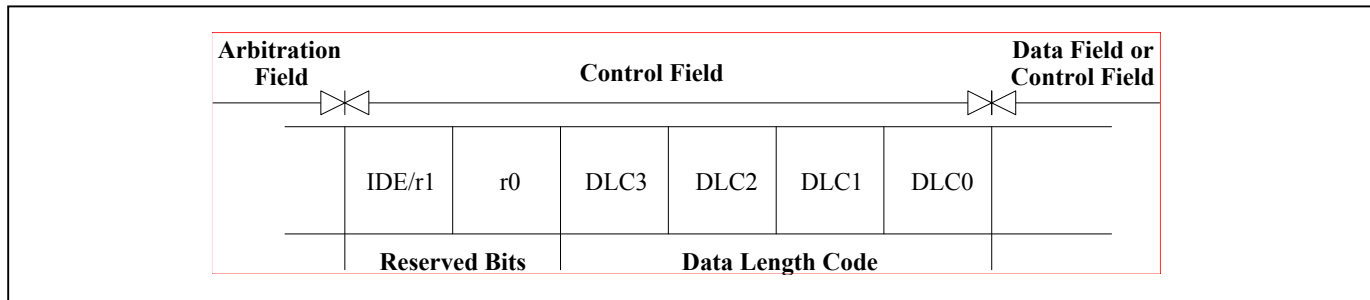 Arbitration
Field
Control Field
Data Field or
Control Field
IDE/r1 r0 DLC3 DLC2 DLC1 DLC0
Reserved Bits Data Length Code